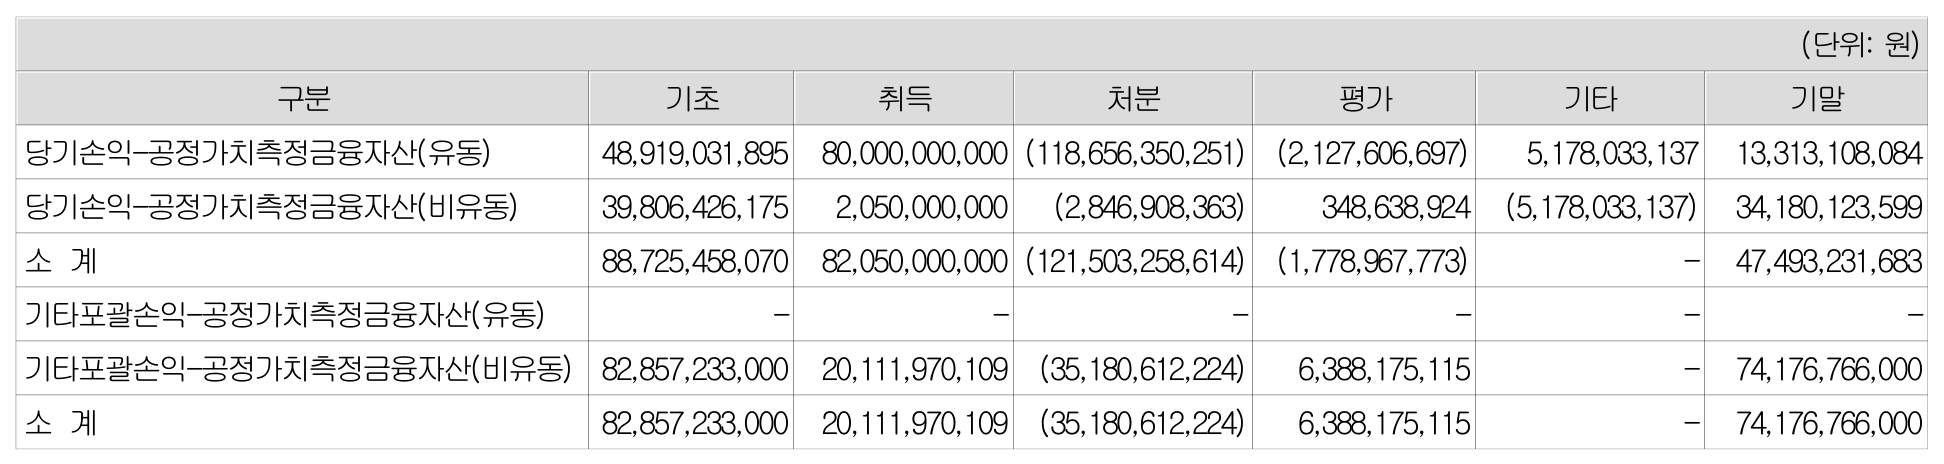 (단위: 원)
구분 기초 취득 처분 평가 기타 기말
당기손익-공정가치측정금융자산(유동) 48,919,031,895 80,000,000,000 (118,656,350,251) (2,127,606,697) 5,178,033,137 13,313,108,084
당기손익-공정가치측정금융자산(비유동) 39,806,426,175 2,050,000,000 (2,846,908,363) 348,638,924 (5,178,033,137) 34,180,123,599
소 계 88,725,458,070 82,050,000,000 (121,503,258,614) (1,778,967,773) - 47,493,231,683
기타포괄손익-공정가치측정금융자산(유동) - - - - - -
기타포괄손익-공정가치측정금융자산(비유동) 82,857,233,000 20,111,970,109 (35,180,612,224) 6,388,175,115 - 74,176,766,000
소 계 82,857,233,000 20,111,970,109 (35,180,612,224) 6,388,175,115 - 74,176,766,000